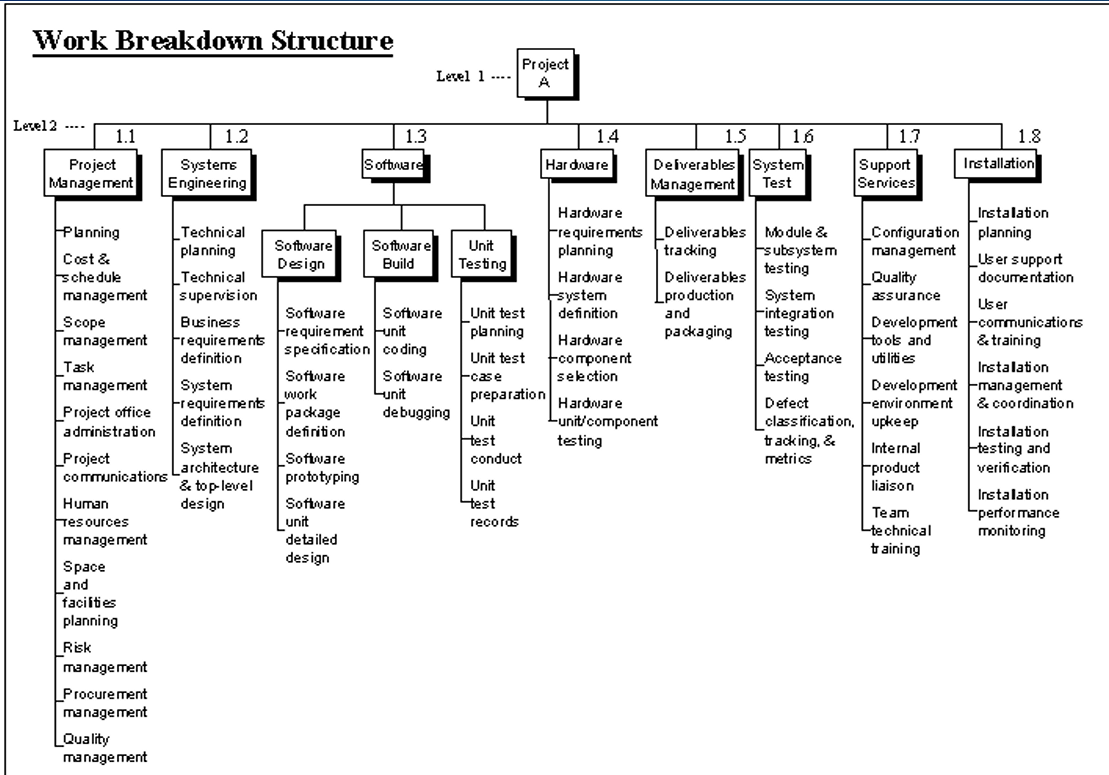 Work Breakdown Structure
Level 1 ----
Project
A
Level 2 ----
1.1
1.2
1.3
1.4
1.5
1.6
1.7
1.8
Project
Management
Planning
Cost &
schedule
management
Scope
management
Task
management
Project office
administration
Project
communications
Human
resources
management
Space
and
facilities
planning
Risk
management
Procurement
management
Quality
management
Systems
Engineering
Technical
planning
Technical
supervision
Business
requirements
definition
System
requirements
definition
System
architecture
& top-level
design
Software
Software
Design
Software
requirement
specification
Software
work
package
definition
Software
prototyping
Software
unit
detailed
design
Software
Build
Software
unit
coding
Software
unit
debugging
Unit
Testing
Unit test
planning
Unit test
case
preparation
Unit
test
conduct
Unit
test
records
Hardware
Hardware
requirements
planning
Hardware
system
definition
Hardware
component
selection
Hardware
unit/component
testing
Deliverables
Management
Deliverables
tracking
Deliverables
production
and
packaging
System
Test
Module &
subsystem
testing
System
integration
testing
Acceptance
testing
Defect
classification,
tracking, &
metrics
Support
Services
Configuration
management
Quality
assurance
Development
tools and
utilities
Development
environment
upkeep
Internal
product
liaison
Team
technical
training
Installation
Installation
planning
User support
documentation
User
communications
& training
Installation
management
& coordination
Installation
testing and
verification
Installation
performance
monitoring